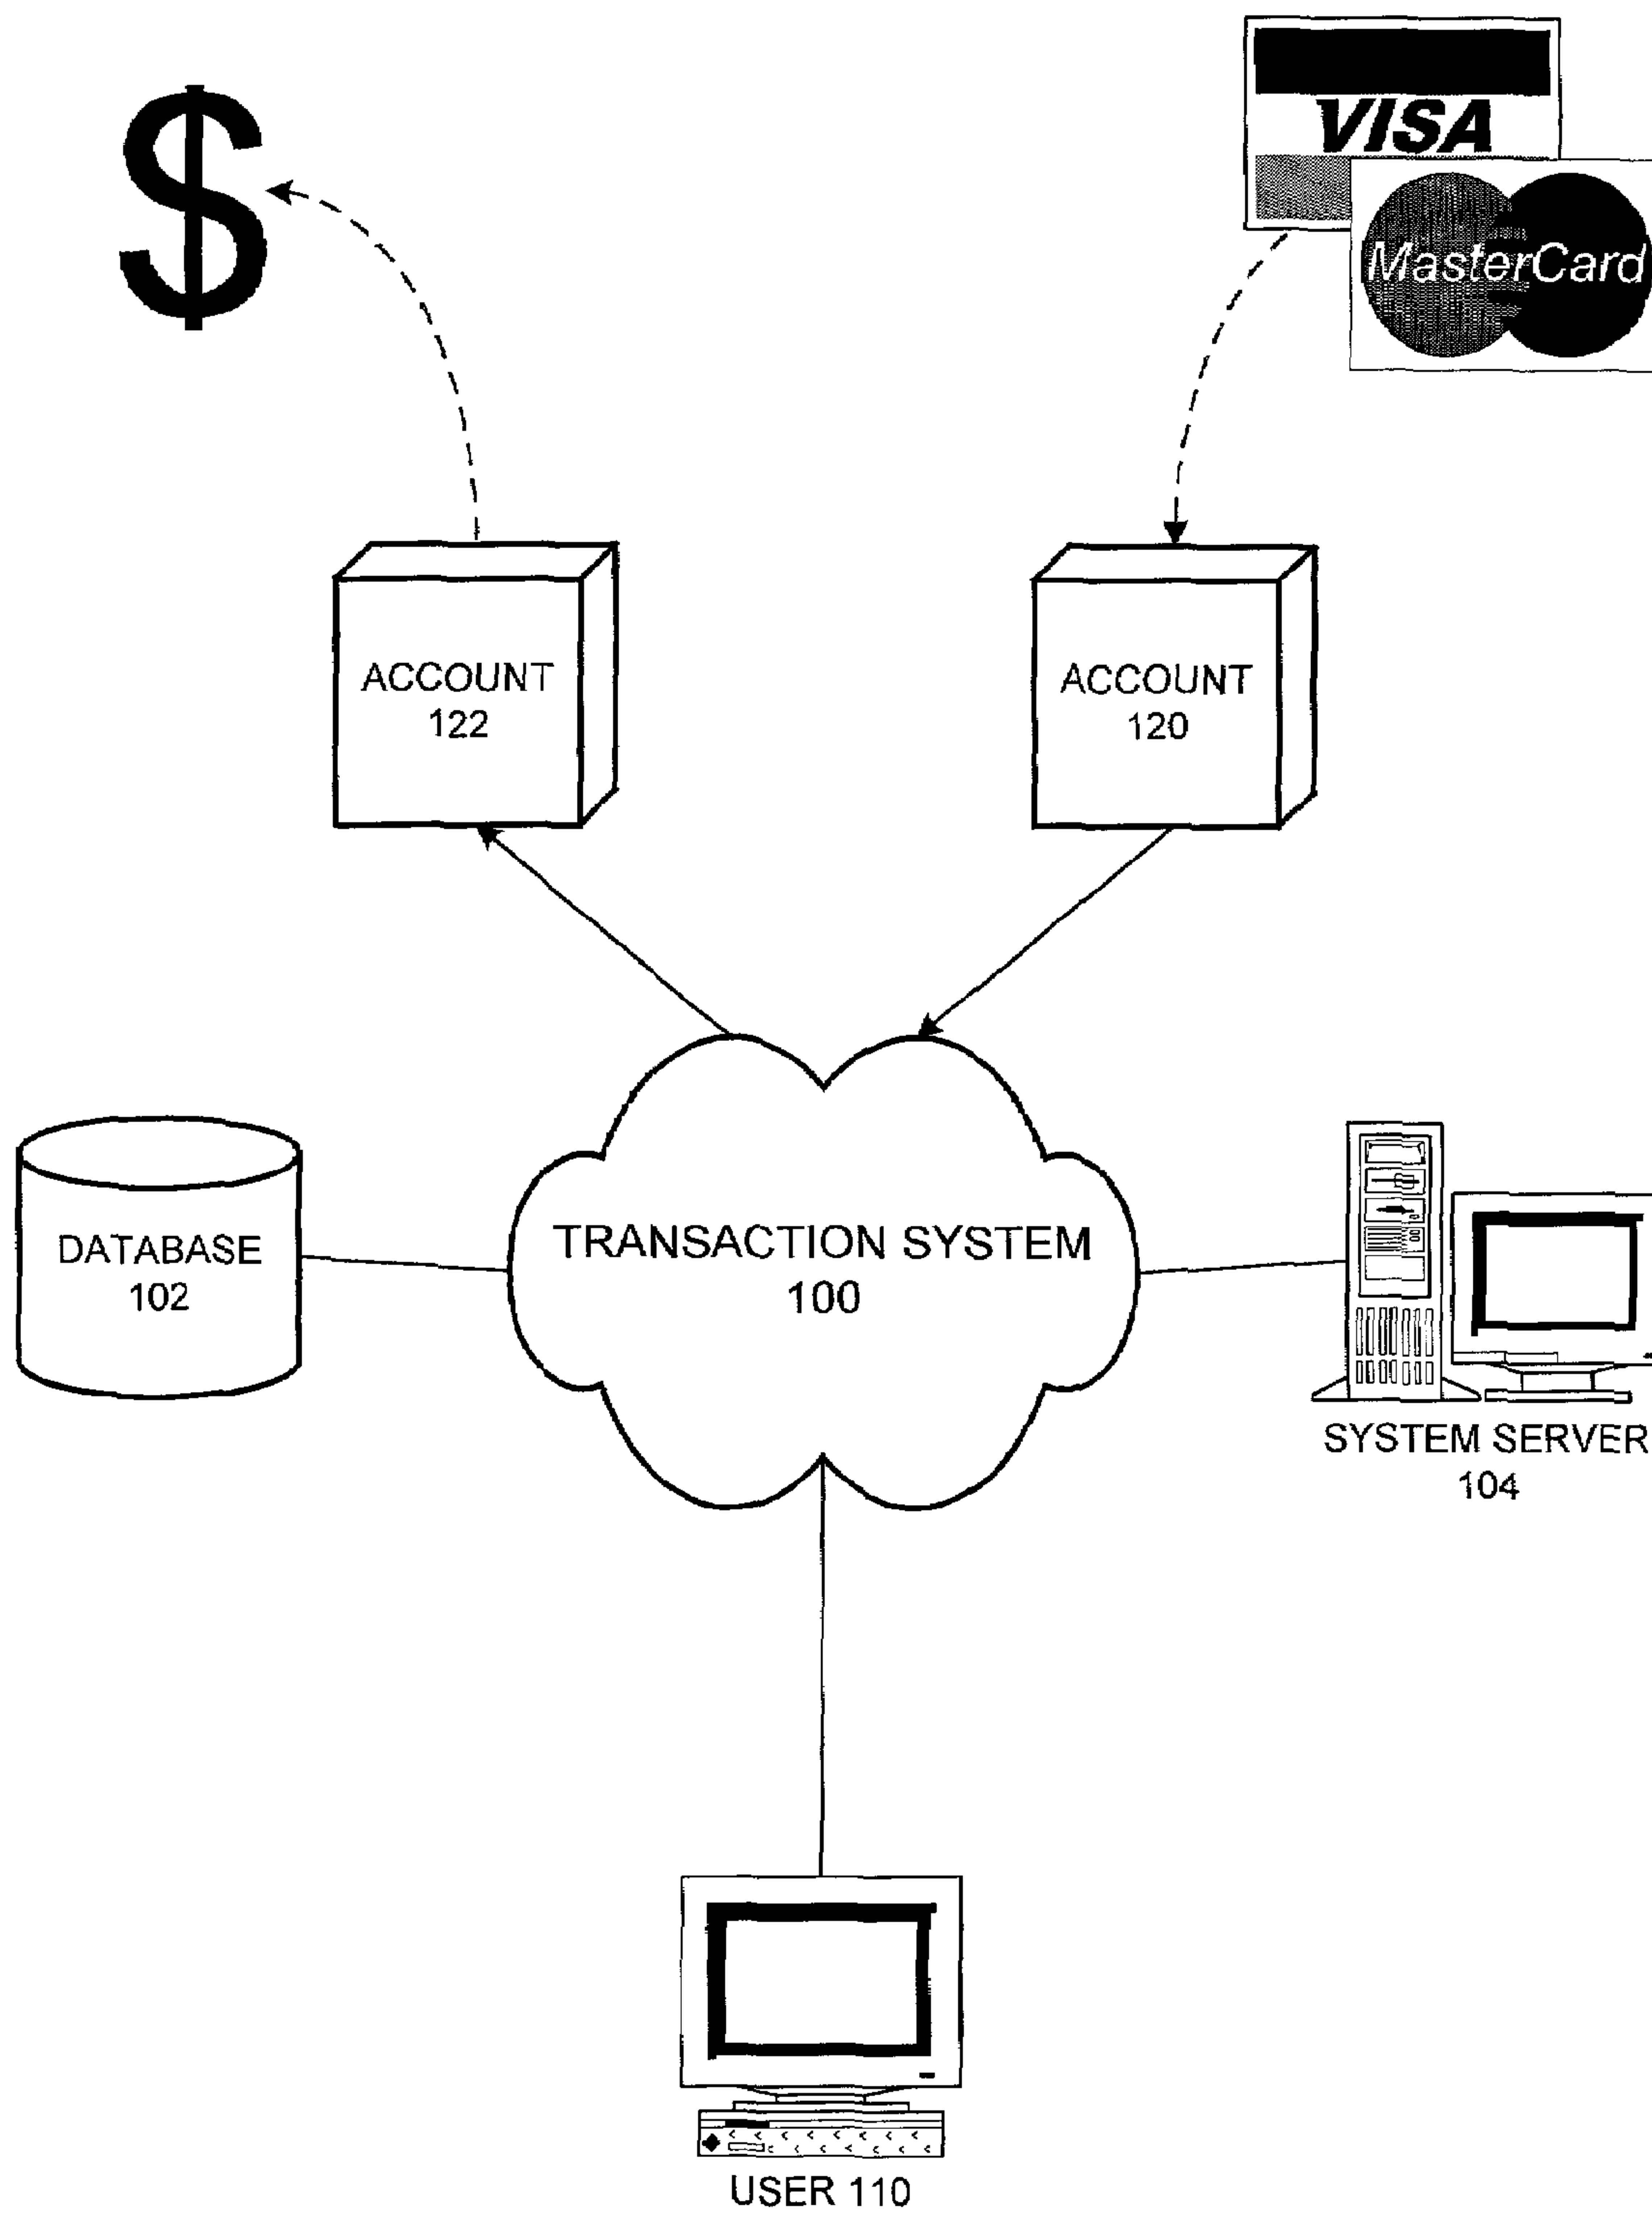 $
VISA
MasterCard
ACCOUNT
122
ACCOUNT
120
TRANSACTION SYSTEM
100
DATABASE
102
SYSTEM SERVER
104
USER 110